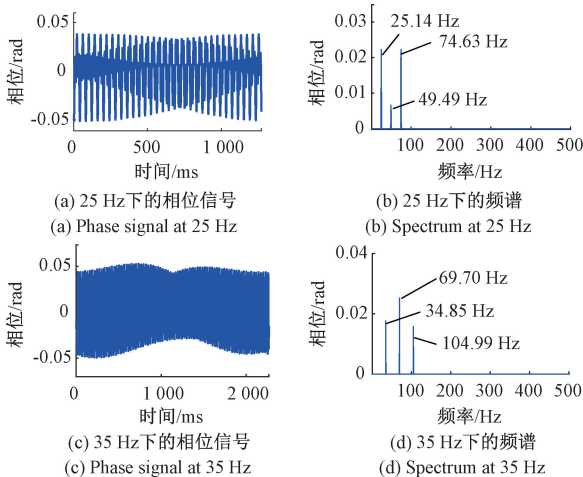 0.05
0
-0.05
相位/rad
0 500 1 000
时间/ms
(a) 25 Hz下的相位信号
(a) Phase signal at 25 Hz
0.03
0.02
0.01
0
相位/rad
25.14 Hz
74.63 Hz
49.49 Hz
100 200 300 400 500
频率/Hz
(b) 25 Hz下的频谱
(b) Spectrum at 25 Hz
0.05
0
-0.05
相位/rad
0 1 000 2 000
时间/ms
(c) 35 Hz下的相位信号
(c) Phase signal at 35 Hz
0.04
0.02
0
相位/rad
69.70 Hz
34.85 Hz
104.99 Hz
100 200 300 400 500
频率/Hz
(d) 35 Hz下的频谱
(d) Spectrum at 35 Hz